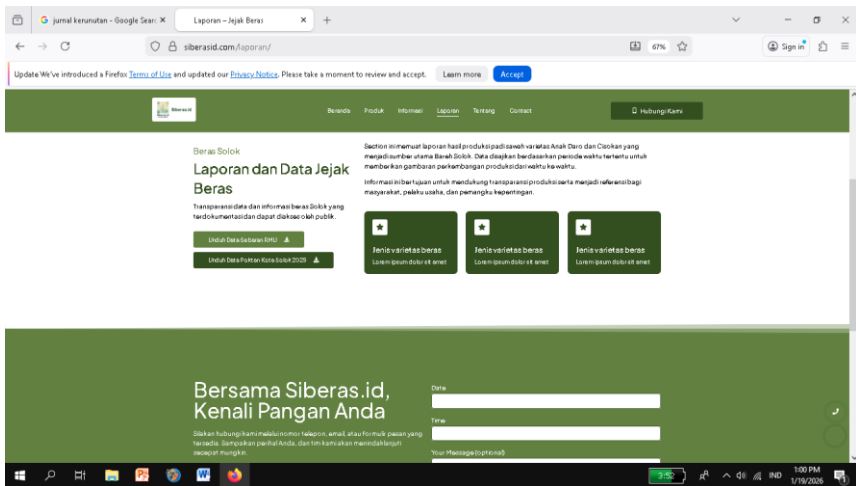 jurnal kerunutan - Google Searc
Laporan – Jejak Beras
siberasid.com/laporan/
67%
Sign in
Update We've introduced a Firefox Terms of Use and updated our Privacy Notice. Please take a moment to review and accept.
Learn more
Accept
Siberas.id
Beranda Produk Informasi Laporan Tentang Contact
Hubungi Kami
Beras Solok
Laporan dan Data Jejak
Beras
Transparansi data dan informasi beras Solok yang
terdokumentasi dan dapat diakses oleh publik.
Unduh Data Sebaran RMU
Unduh Data Poktan Kota Solok 2023
Section ini memuat laporan hasil produksi padi sawah varietas Anak Daro dan Cisokan yang
menjadi sumber utama Bareh Solok. Data disajikan berdasarkan periode waktu tertentu untuk
memberikan gambaran perkembangan produksi dari waktu ke waktu.
Informasi ini bertujuan untuk mendukung transparansi produksi serta menjadi referensi bagi
masyarakat, pelaku usaha, dan pemangku kepentingan.
Jenis varietas beras
Lorem ipsum dolor sit amet
Jenis varietas beras
Lorem ipsum dolor sit amet
Jenis varietas beras
Lorem ipsum dolor sit amet
Bersama Siberas.id,
Kenali Pangan Anda
Silakan hubungi kami melalui nomor telepon, email, atau formulir pesan yang
tersedia. Sampaikan perihal Anda, dan tim kami akan menindaklanjuti
secepat mungkin.
Date
Time
Your Message (optional)
3:52
IND
1:00 PM
1/19/2026